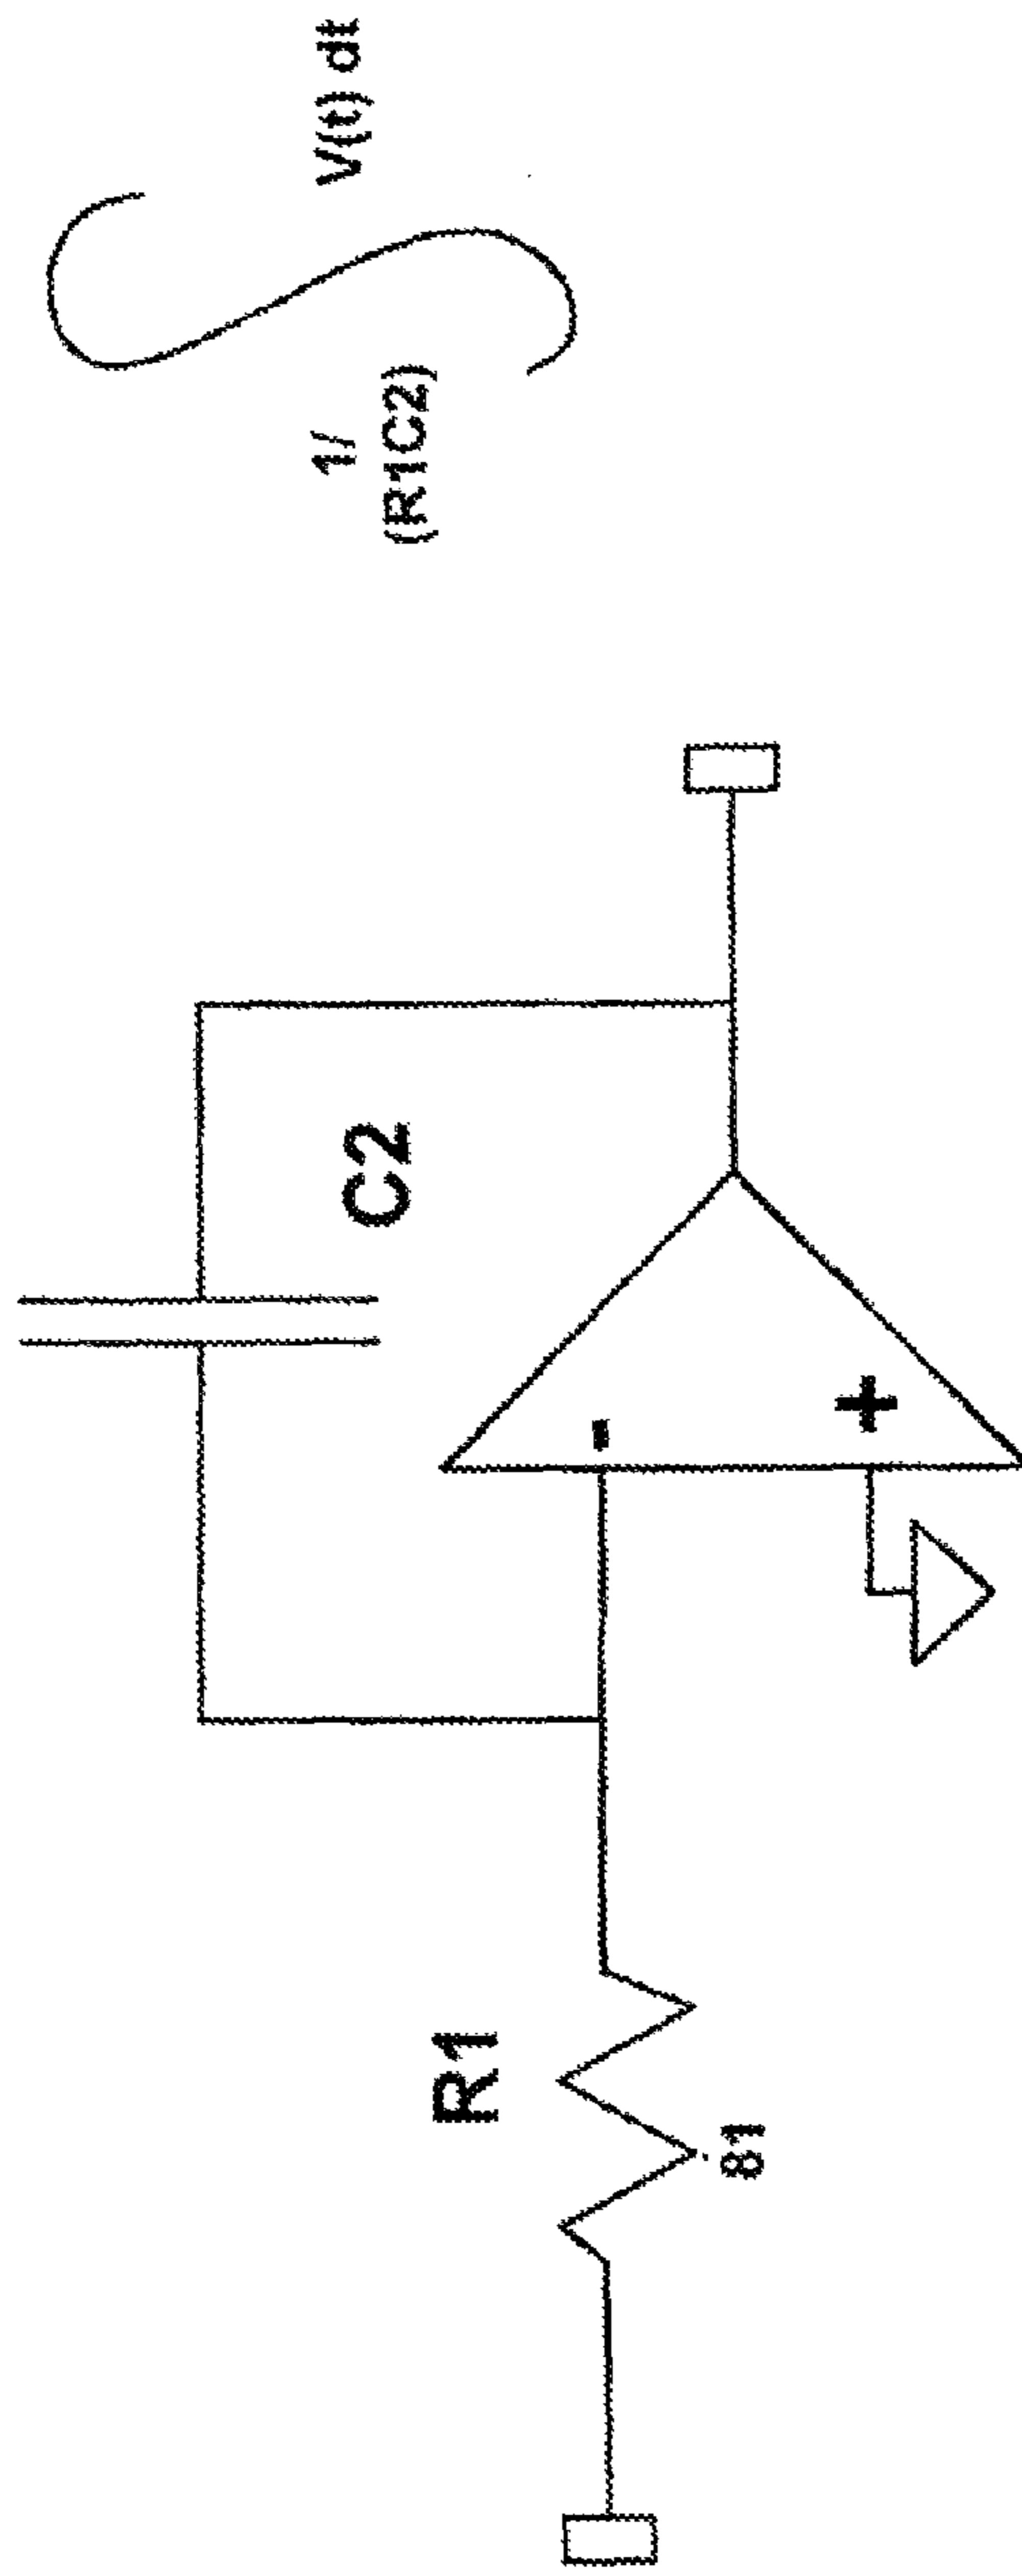 C2
R1
81
-
+
1/
(R1C2)
V(t) dt